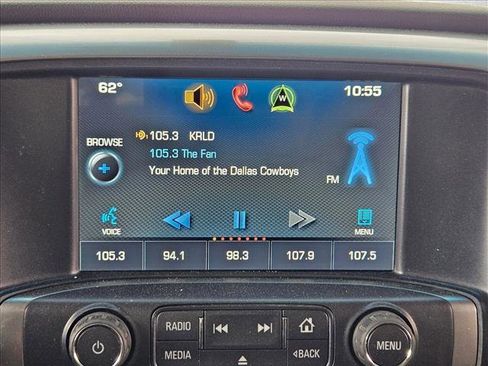 62°
W
10:55
BROWSE
105.3 KRLD
105.3 The Fan
Your Home of the Dallas Cowboys
FM
VOICE
MENU
105.3 94.1 98.3 107.9 107.5
RADIO
MEDIA
BACK
MENU